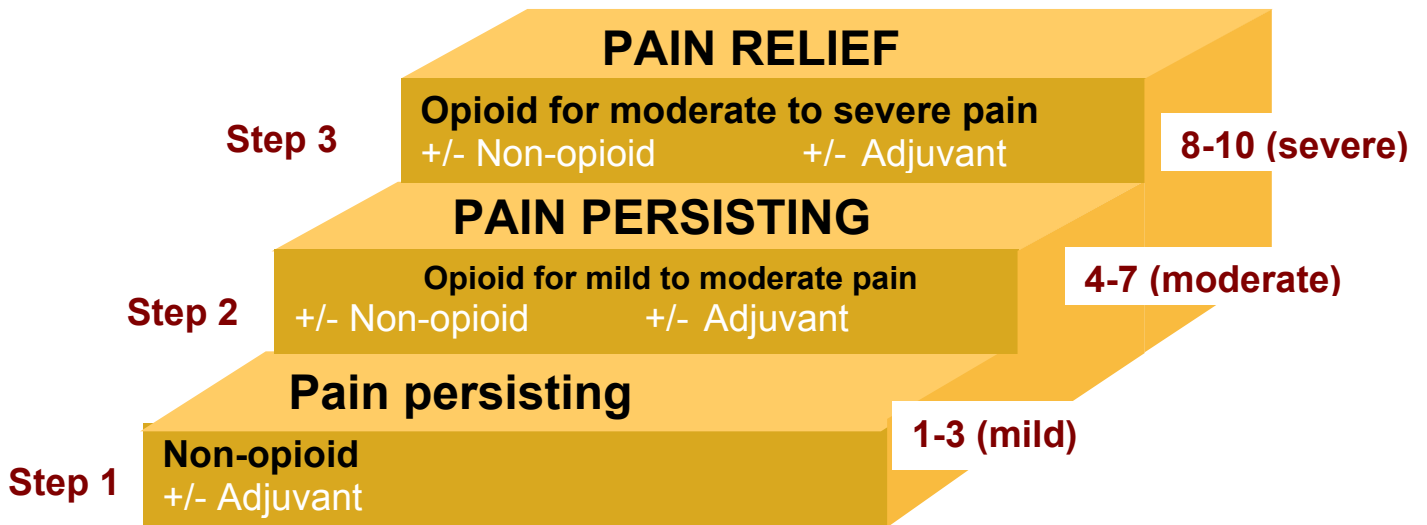 PAIN RELIEF
Step 3
Opioid for moderate to severe pain
+/- Non-opioid +/- Adjuvant
8-10 (severe)
PAIN PERSISTING
Step 2
Opioid for mild to moderate pain
+/- Non-opioid +/- Adjuvant
4-7 (moderate)
Pain persisting
Step 1
Non-opioid
+/- Adjuvant
1-3 (mild)